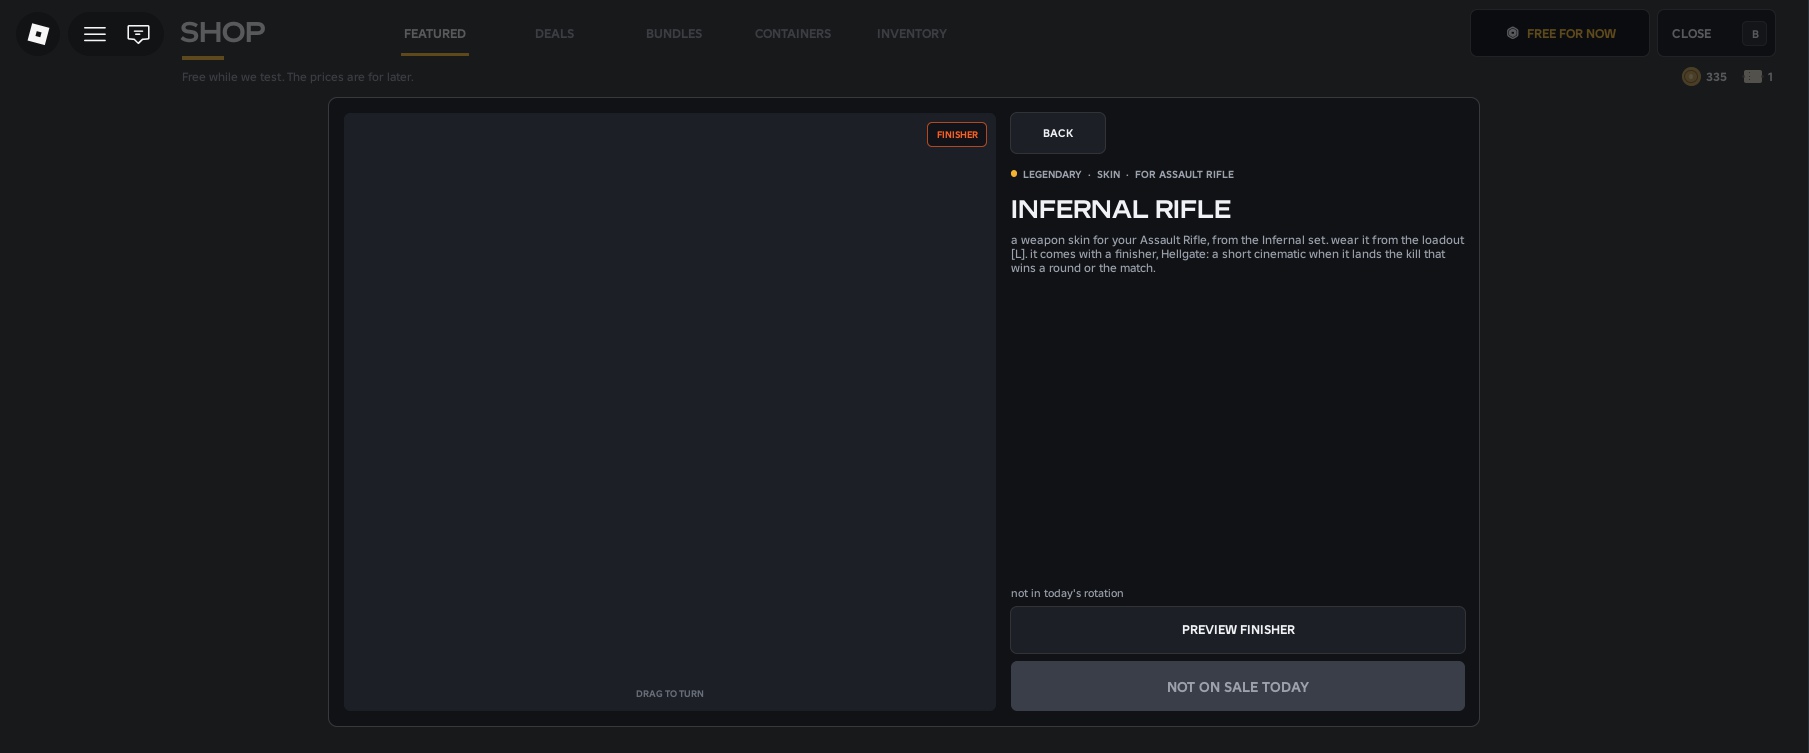 SHOP
FEATURED
DEALS
BUNDLES
CONTAINERS
INVENTORY
FREE FOR NOW
CLOSE
B
Free while we test. The prices are for later.
335
1
FINISHER
BACK
LEGENDARY · SKIN · FOR ASSAULT RIFLE
INFERNAL RIFLE
a weapon skin for your Assault Rifle, from the Infernal set. wear it from the loadout
[L]. it comes with a finisher, Hellgate: a short cinematic when it lands the kill that
wins a round or the match.
not in today's rotation
PREVIEW FINISHER
NOT ON SALE TODAY
DRAG TO TURN